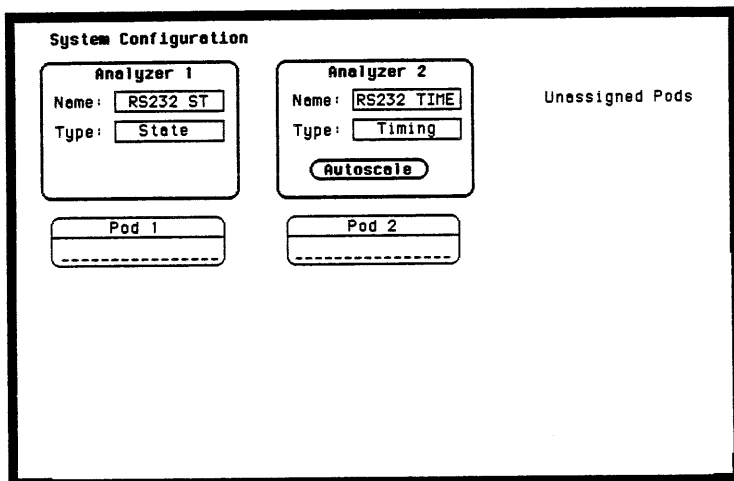 System Configuration
Analyzer 1
Name: RS232 ST
Type: State
Analyzer 2
Name: RS232 TIME
Type: Timing
Autoscale
Unassigned Pods
Pod 1
----------------
Pod 2
----------------